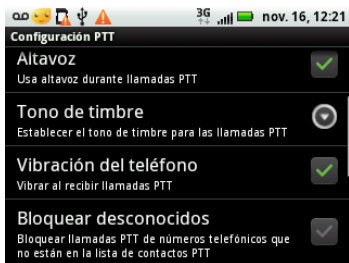 3G nov. 16, 12:21
Configuración PTT
Altavoz
Usa altavoz durante llamadas PTT
Tono de timbre
Establecer el tono de timbre para las llamadas PTT
Vibración del teléfono
Vibrar al recibir llamadas PTT
Bloquear desconocidos
Bloquear llamadas PTT de números telefónicos que
no están en la lista de contactos PTT